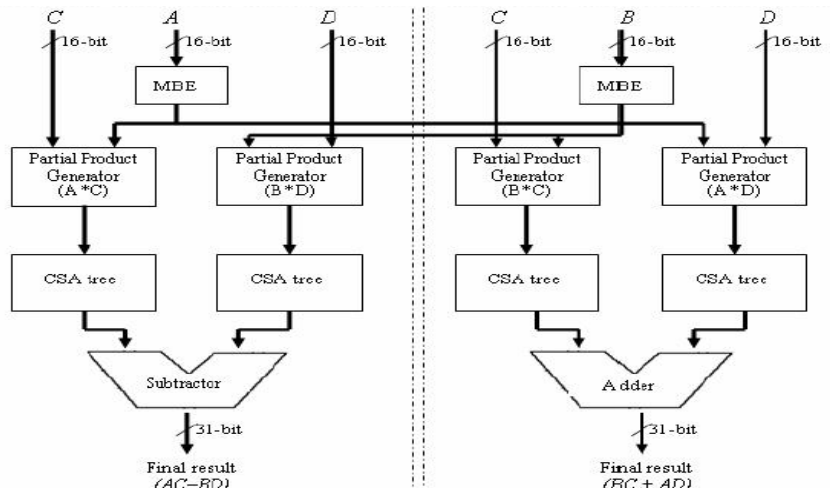 C A D C B D
16-bit 16-bit 16-bit 16-bit 16-bit 16-bit
MBE MBE
Partial Product Generator (A *C)
Partial Product Generator (B*D)
Partial Product Generator (B*C)
Partial Product Generator (A*D)
CSA tree CSA tree CSA tree CSA tree
Subtractor Adder
31-bit 31-bit
Final result Final result
(AC–BD) (BC + AD)